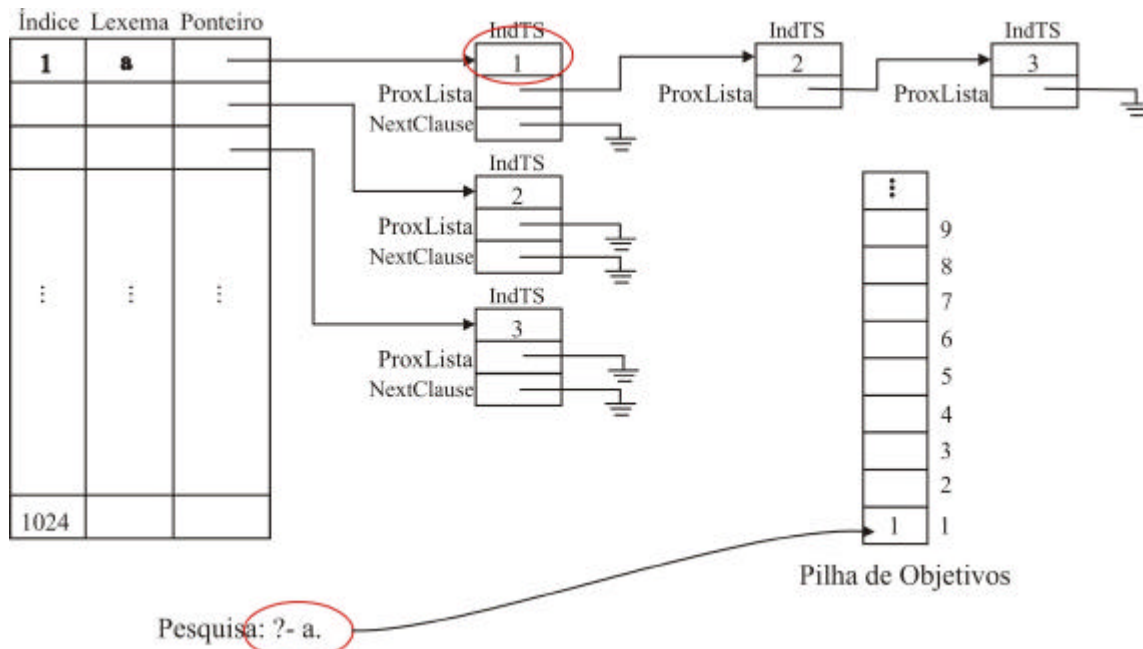 Índice Lexema Ponteiro
1 a
⋮ ⋮ ⋮
1024
IndTS
1
ProxLista
NextClause
IndTS
2
ProxLista
IndTS
3
ProxLista
2
ProxLista
NextClause
IndTS
3
ProxLista
NextClause
⋮
9
8
7
6
5
4
3
2
1 1
Pilha de Objetivos
Pesquisa: ?- a.